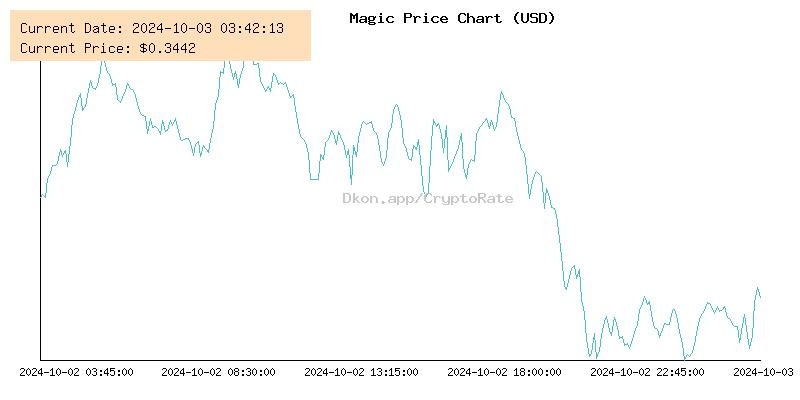 Magic Price Chart (USD)
Current Date: 2024-10-03 03:42:13
Current Price: $0.3442
Dkon.app/CryptoRate
2024-10-02 03:45:00 2024-10-02 08:30:00 2024-10-02 13:15:00 2024-10-02 18:00:00 2024-10-02 22:45:00 2024-10-03